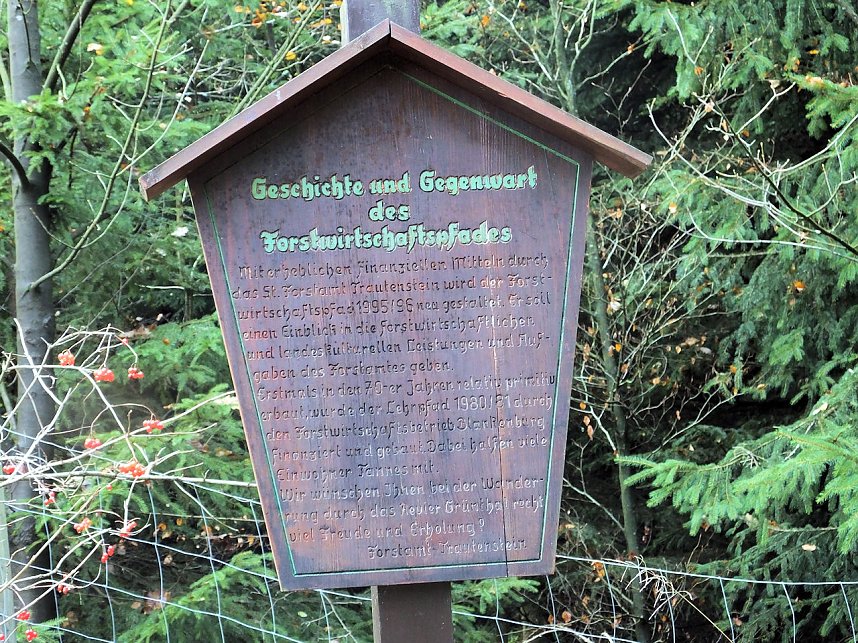 Geschichte und Gegenwart
des
Forstwirtschaftspfades
Mit erheblichen finanziellen Mitteln durch
das St. Forstamt Trautenstein wird der Forst-
wirtschaftspfad 1995/96 neu gestaltet. Er soll
einen Einblick in die forstwirtschaftlichen
und landeskulturellen Leistungen und Auf-
gaben des Forstamtes geben.
Erstmals in den 70-rer Jahren relativ primitiv
erbaut, wurde der Lehrpfad 1980/81 durch
den Forstwirtschaftsbetrieb Blankenburg
finanziert und gebaut. Dabei halfen viele
Einwohner Tannes mit.
Wir wünschen Ihnen bei der Wander-
rung durch das Revier Grünthal recht
viel Freude und Erholung!
Forstamt Trautenstein